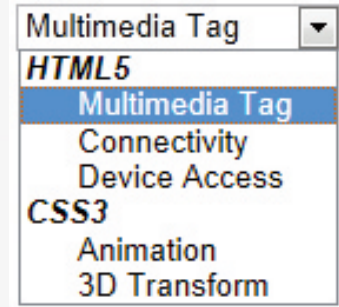 Multimedia Tag
HTML5
Multimedia Tag
Connectivity
Device Access
CSS3
Animation
3D Transform